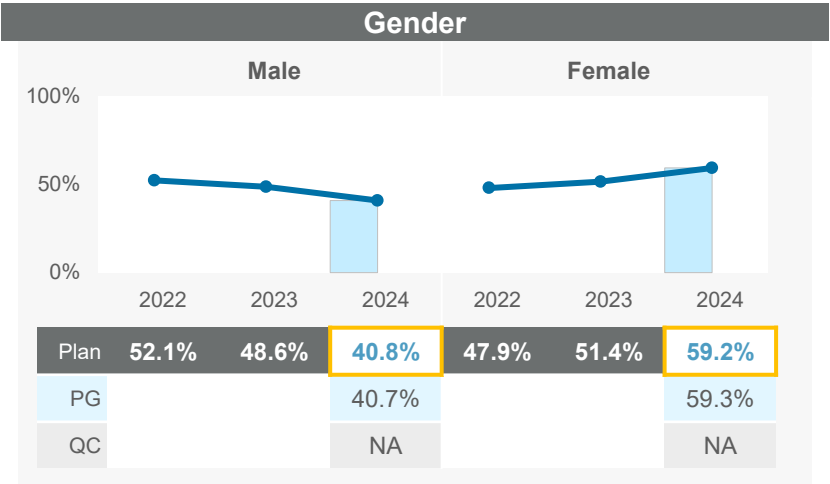 Gender
Male Female
100%
50%
0%
2022 2023 2024 2022 2023 2024
Plan 52.1% 48.6% 40.8% 47.9% 51.4% 59.2%
PG 40.7% 59.3%
QC NA NA